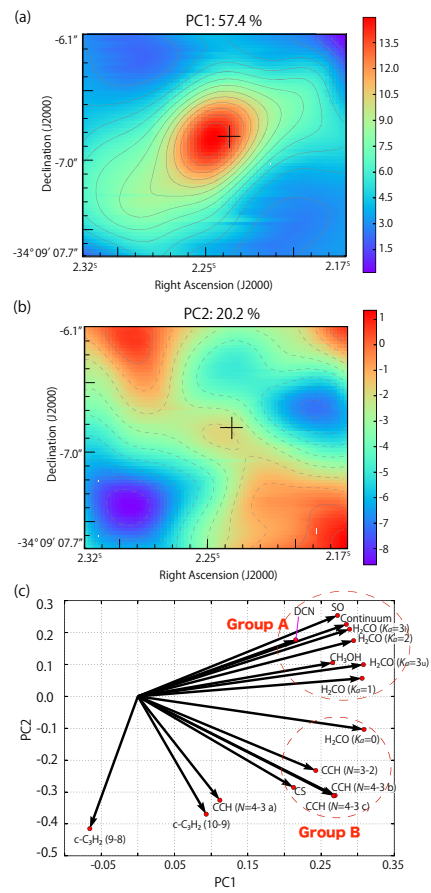 (a)
PC1: 57.4 %
-6.1″
-7.0″
-34° 09′ 07.7″
Declination (J2000)
2.32ˢ
2.25ˢ
2.17ˢ
Right Ascension (J2000)
13.5
12.0
10.5
9.0
7.5
6.0
4.5
3.0
1.5
(b)
PC2: 20.2 %
-6.1″
-7.0″
-34°09′ 07.7″
Declination (J2000)
2.32ˢ
2.25ˢ
2.17ˢ
Right Ascension (J2000)
1
0
-1
-2
-3
-4
-5
-6
-7
-8
(c)
0.3
0.2
0.1
0.0
-0.1
-0.2
-0.3
-0.4
-0.5
PC2
Group A
DCN
SO
Continuum
H₂CO (Ka=3l)
H₂CO (Ka=2)
CH₃OH
H₂CO (Ka=3u)
H₂CO (Ka=1)
H₂CO (Ka=0)
CCH (N=3-2)
CS
CCH (N=4-3 b)
CCH (N=4-3 c)
CCH (N=4-3 a)
c-C₃H₂ (10-9)
c-C₃H₂ (9-8)
Group B
-0.15
-0.05
0.05
0.15
0.25
0.35
PC1